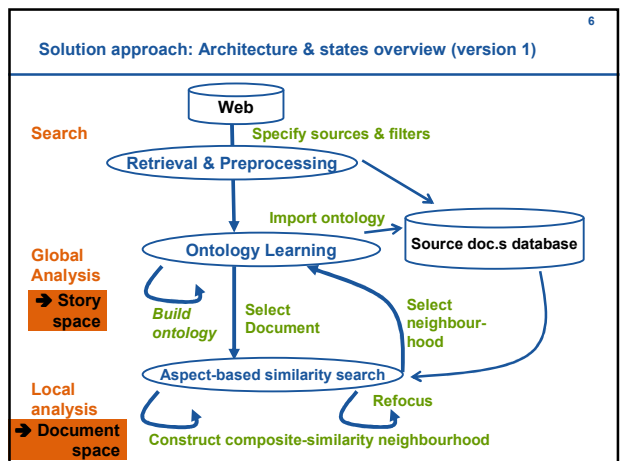 6
Solution approach: Architecture & states overview (version 1)
Web
Search
Specify sources & filters
Retrieval & Preprocessing
Import ontology
Ontology Learning
Source doc.s database
Global
Analysis
➔ Story
space
Build
ontology
Select
Document
Select
neighbour-
hood
Aspect-based similarity search
Local
analysis
Refocus
➔ Document
space
Construct composite-similarity neighbourhood